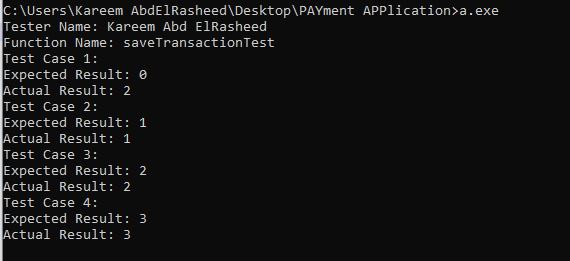 C:\Users\Kareem AbdElRasheed\Desktop\PAYment APPlication>a.exe
Tester Name: Kareem Abd ElRasheed
Function Name: saveTransactionTest
Test Case 1:
Expected Result: 0
Actual Result: 2
Test Case 2:
Expected Result: 1
Actual Result: 1
Test Case 3:
Expected Result: 2
Actual Result: 2
Test Case 4:
Expected Result: 3
Actual Result: 3